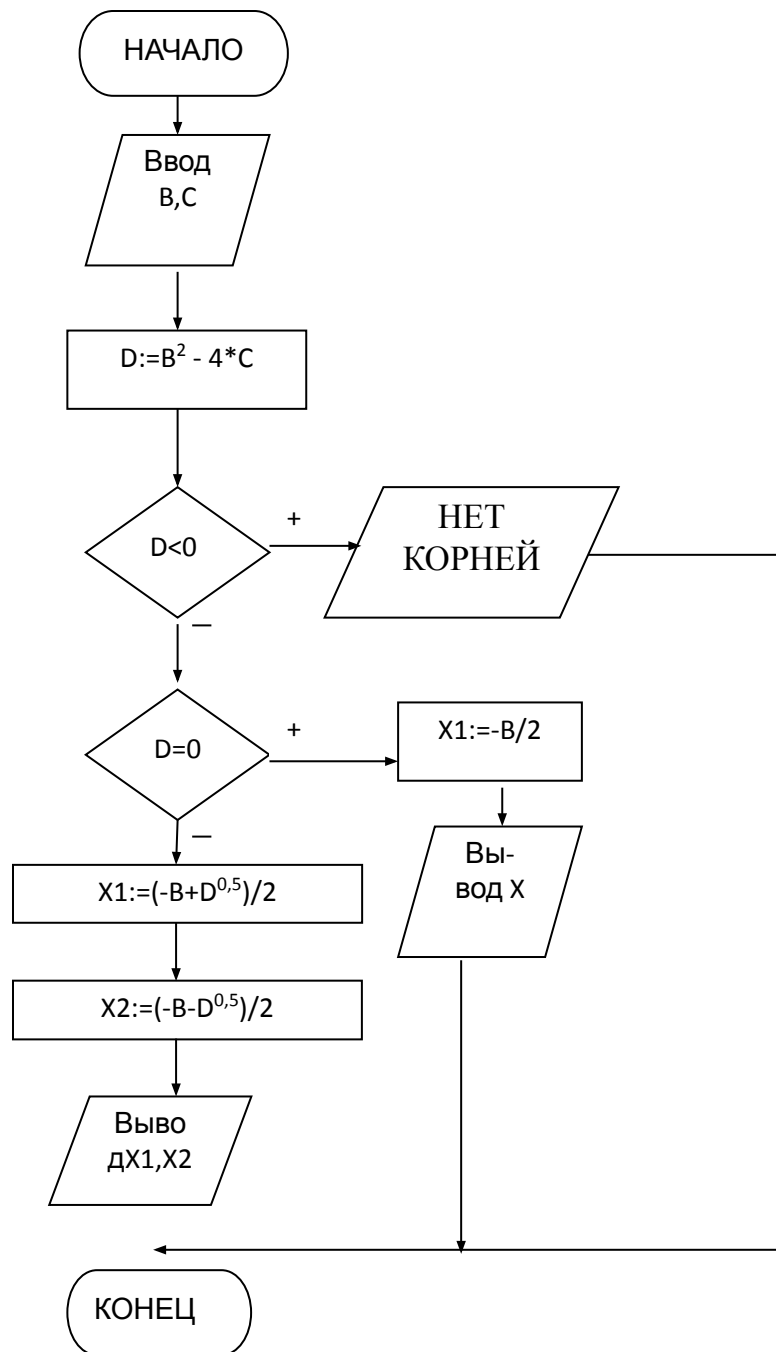 НАЧАЛО
Ввод
B,C
D:=B² - 4*C
D<0
+
НЕТ
КОРНЕЙ
—
D=0
+
X1:=-B/2
—
Вы-
вод X
X1:=(-B+D⁰,⁵)/2
X2:=(-B-D⁰,⁵)/2
Выво
дX1,X2
КОНЕЦ